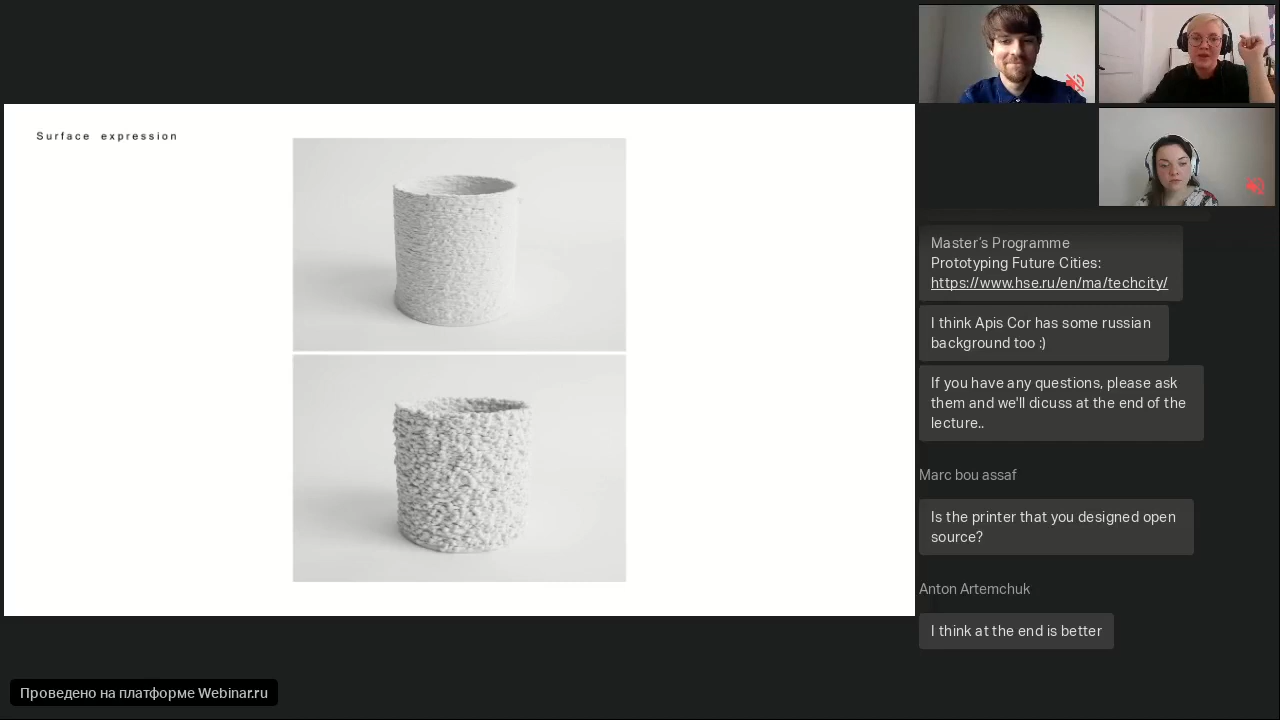 Surface expression
Master's Programme
Prototyping Future Cities:
https://www.hse.ru/en/ma/techcity/
I think Apis Cor has some russian
background too :)
If you have any questions, please ask
them and we'll dicuss at the end of the
lecture..
Marc bou assaf
Is the printer that you designed open
source?
Anton Artemchuk
I think at the end is better
Проведено на платформе Webinar.ru